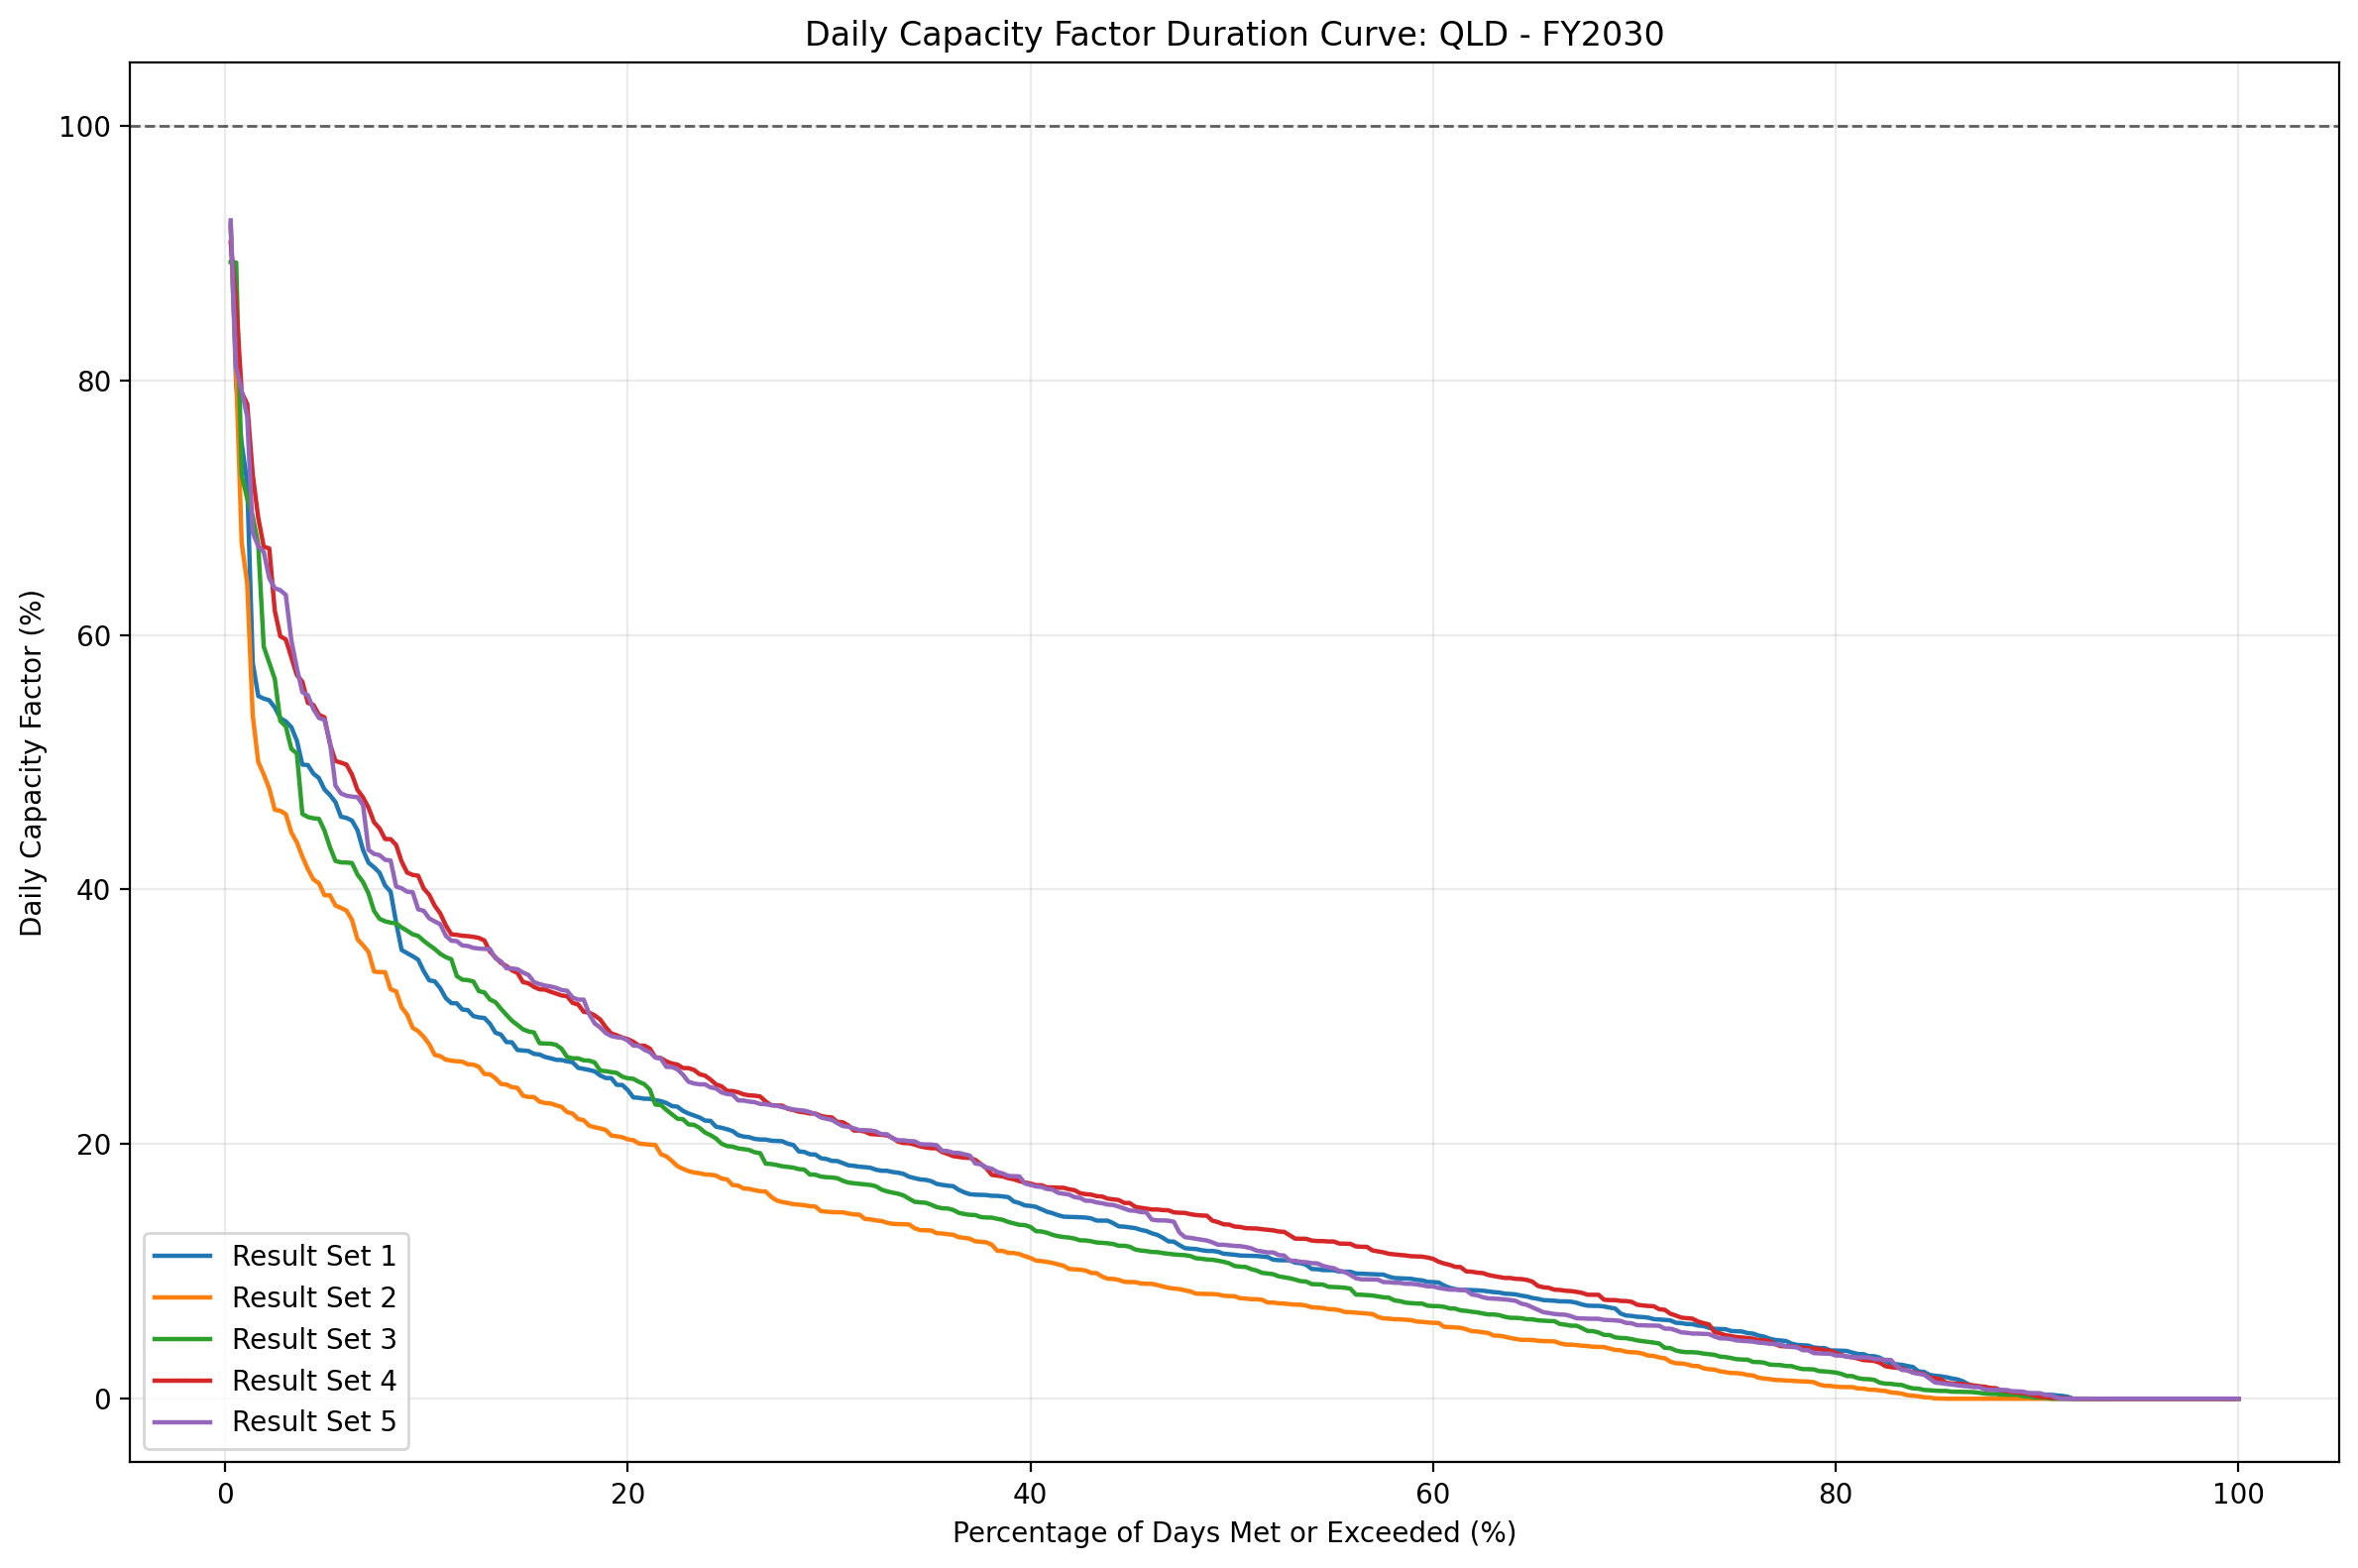 Daily Capacity Factor Duration Curve: QLD - FY2030
Daily Capacity Factor (%)
100
80
60
40
20
0
Result Set 1
Result Set 2
Result Set 3
Result Set 4
Result Set 5
0 20 40 60 80 100
Percentage of Days Met or Exceeded (%)